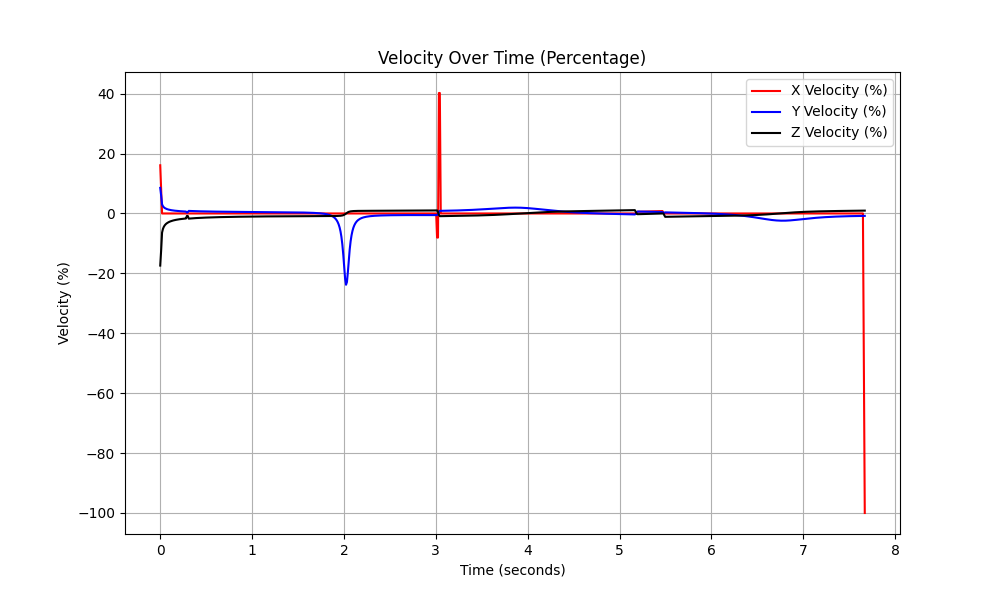 Velocity Over Time (Percentage)
X Velocity (%)
Y Velocity (%)
Z Velocity (%)
Velocity (%)
40
20
0
−20
−40
−60
−80
−100
0 1 2 3 4 5 6 7 8
Time (seconds)